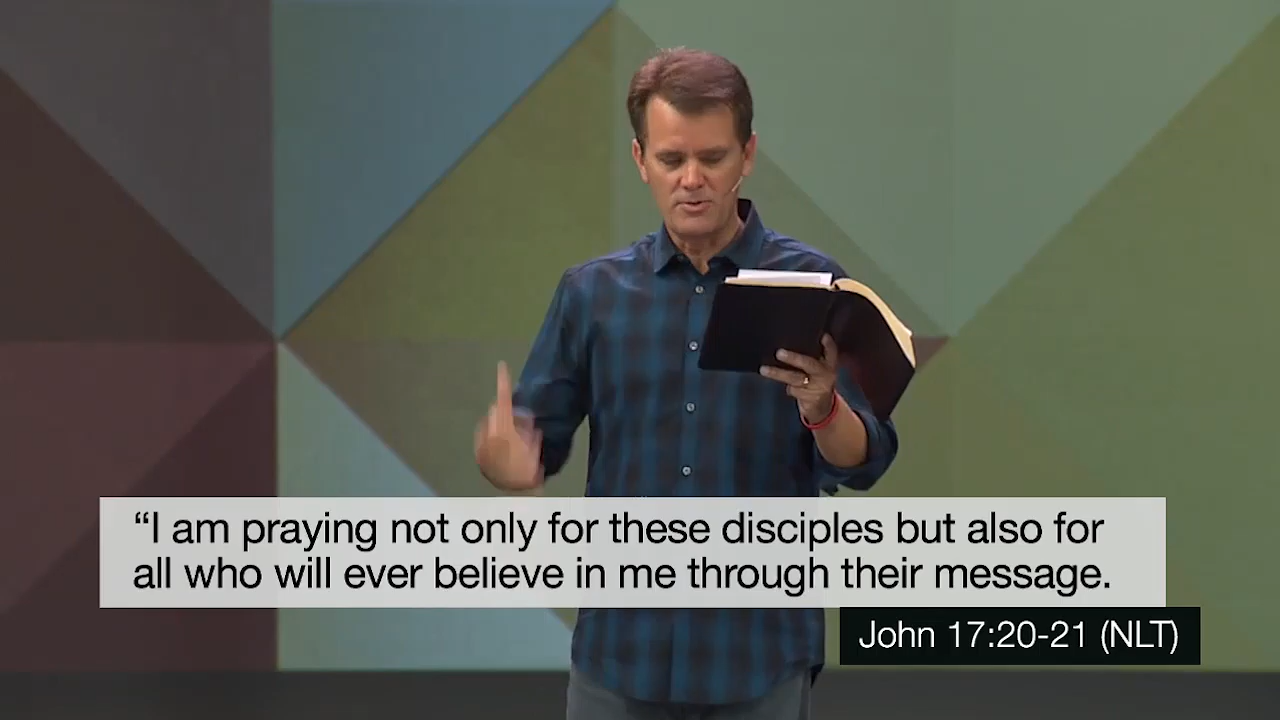 “I am praying not only for these disciples but also for
all who will ever believe in me through their message.
John 17:20-21 (NLT)